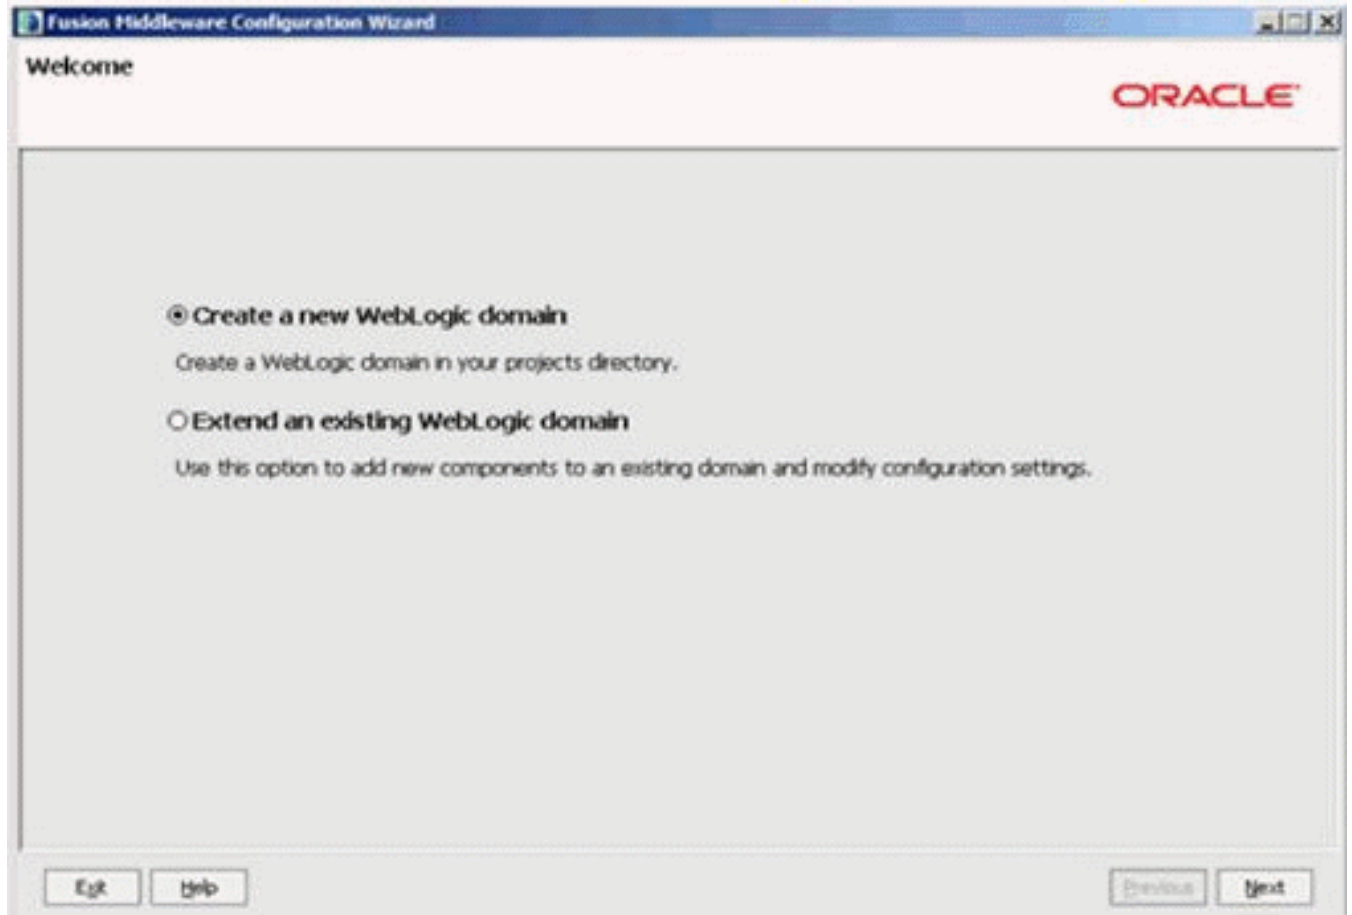 Fusion Middleware Configuration Wizard
Welcome
ORACLE
Create a new WebLogic domain
Create a WebLogic domain in your projects directory.
Extend an existing WebLogic domain
Use this option to add new components to an existing domain and modify configuration settings.
Exit Help Previous Next